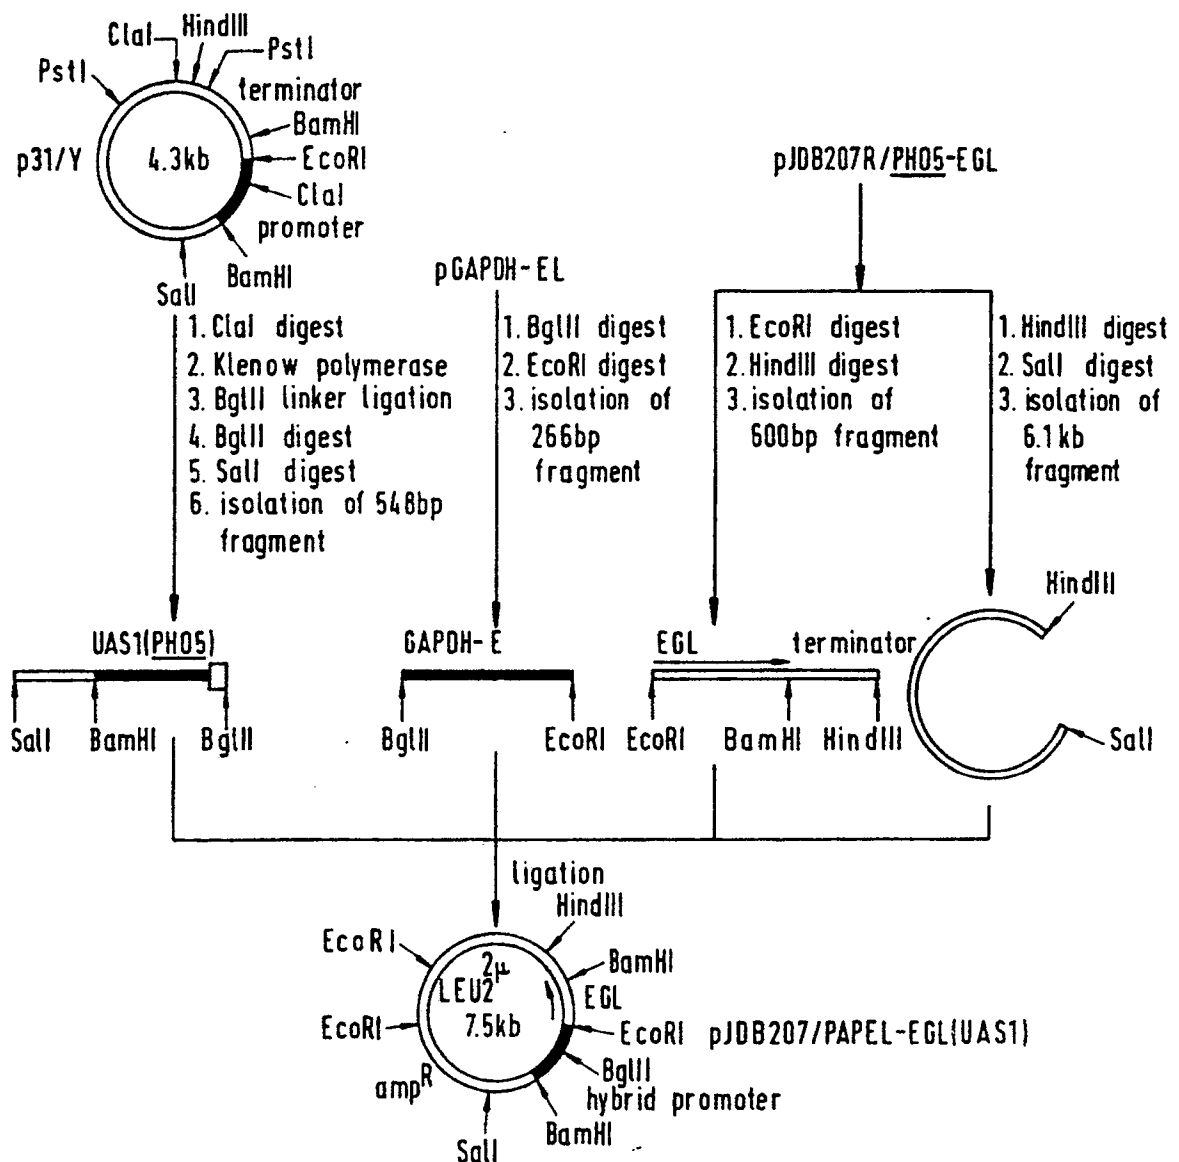 ClaI
HindIII
PstI
PstI
terminator
BamHI
p31/Y
4.3kb
EcoRI
ClaI
promoter
BamHI
SalI
pJDB207R/PHO5-EGL
pGAPDH-EL
1. ClaI digest
2. Klenow polymerase
3. BglII linker ligation
4. BglII digest
5. SalI digest
6. isolation of 548bp
fragment
1. BglII digest
2. EcoRI digest
3. isolation of
266bp
fragment
1. EcoRI digest
2. HindIII digest
3. isolation of
600bp fragment
1. HindIII digest
2. SalI digest
3. isolation of
6.1kb
fragment
UAS1(PHO5)
SalI
BamHI
BglII
GAPDH-E
BglII
EcoRI
EGL
terminator
EcoRI
BamHI
HindIII
HindIII
SalI
ligation
HindIII
EcoRI
BamHI
2µ
LEU2
EGL
7.5kb
EcoRI
EcoRI
pJDB207/PAPEL-EGL(UAS1)
BglII
ampR
hybrid promoter
BamHI
SalI